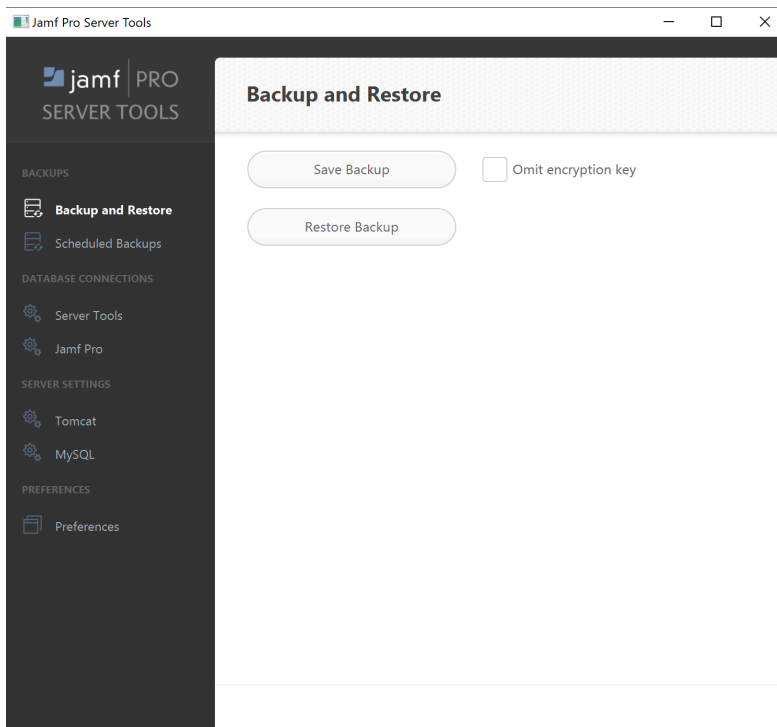 Jamf Pro Server Tools
jamf PRO
SERVER TOOLS
BACKUPS
Backup and Restore
Scheduled Backups
DATABASE CONNECTIONS
Server Tools
Jamf Pro
SERVER SETTINGS
Tomcat
MySQL
PREFERENCES
Preferences
Backup and Restore
Save Backup
Omit encryption key
Restore Backup